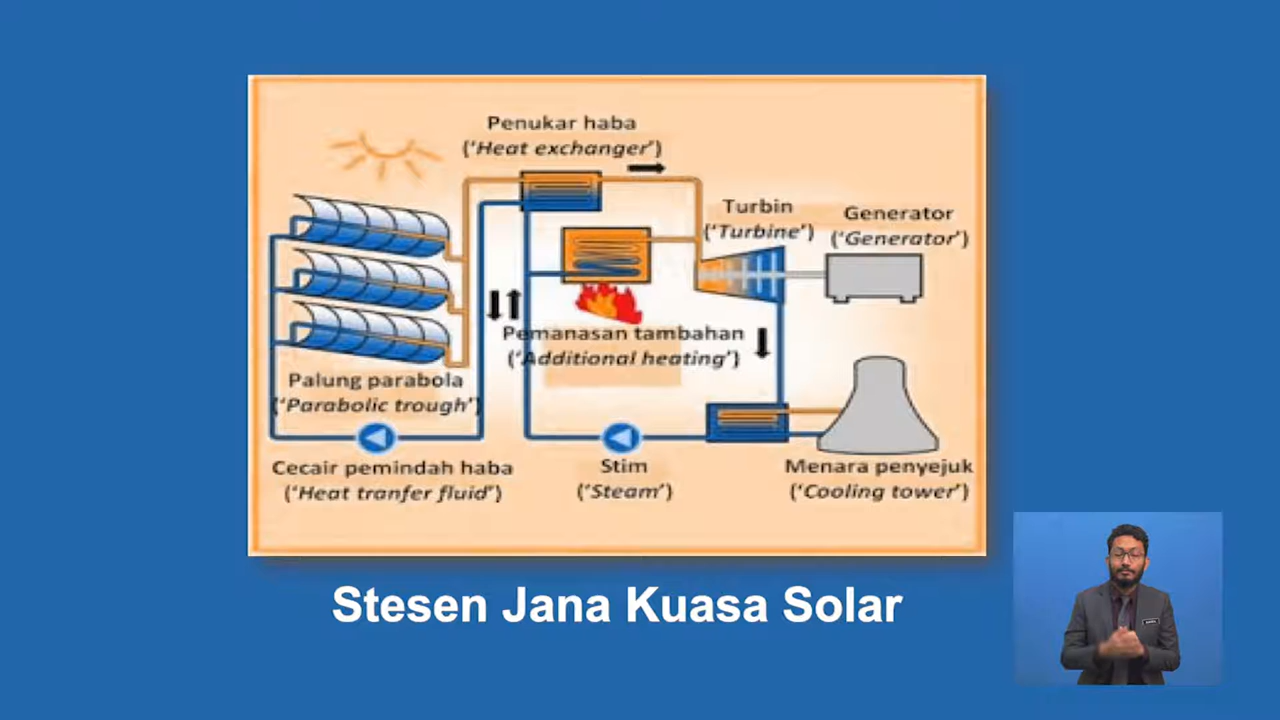 Penukar haba
('Heat exchanger')
Turbin
('Turbine')
Generator
('Generator')
Pemanasan tambahan
('Additional heating')
Palung parabola
('Parabolic trough')
Cecair pemindah haba
('Heat tranfer fluid')
Stim
('Steam')
Menara penyejuk
('Cooling tower')
Stesen Jana Kuasa Solar